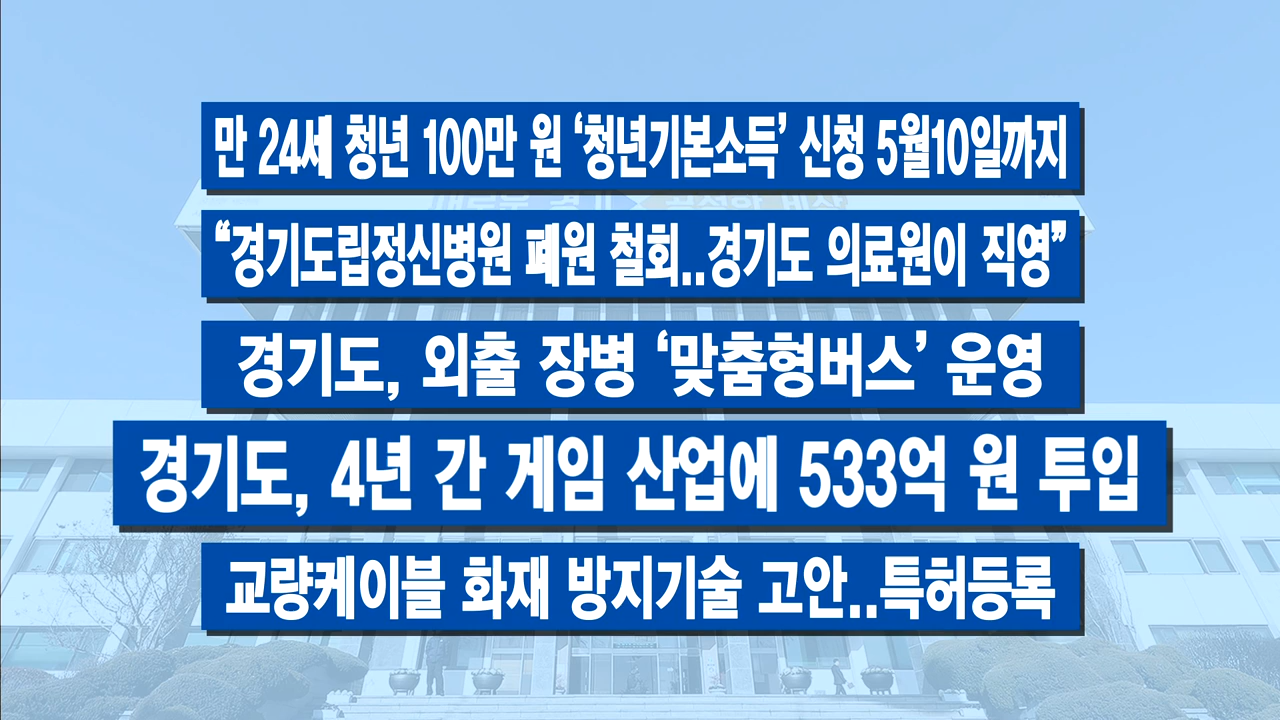 만 24세 청년 100만 원 ‘청년기본소득’ 신청 5월10일까지
“경기도립정신병원 폐원 철회..경기도 의료원이 직영”
경기도, 외출 장병 ‘맞춤형버스’ 운영
경기도, 4년 간 게임 산업에 533억 원 투입
교량케이블 화재 방지기술 고안..특허등록